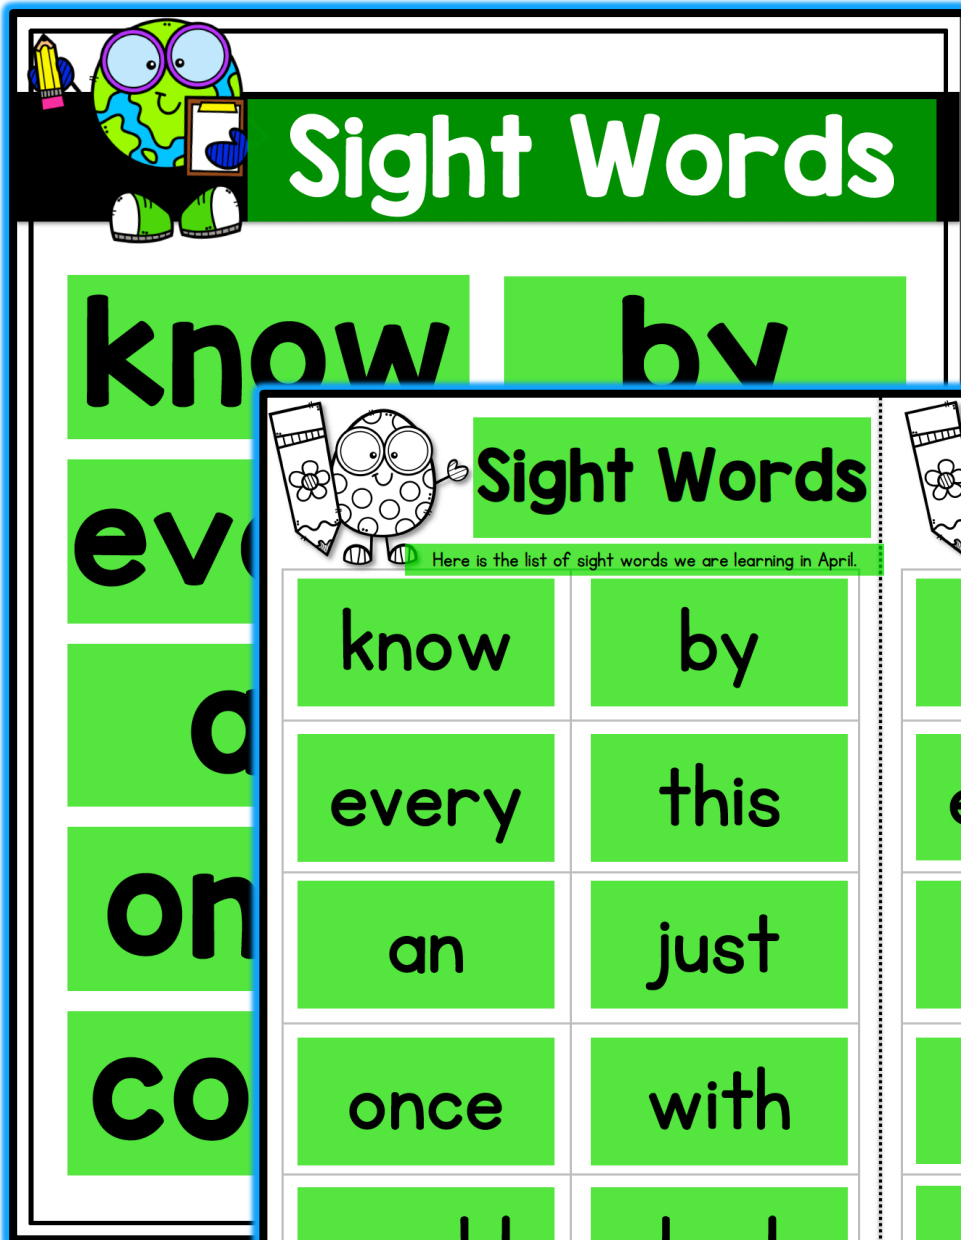 Sight Words
know by
Sight Words
Here is the list of sight words we are learning in April.
know by
every this
an just
once with